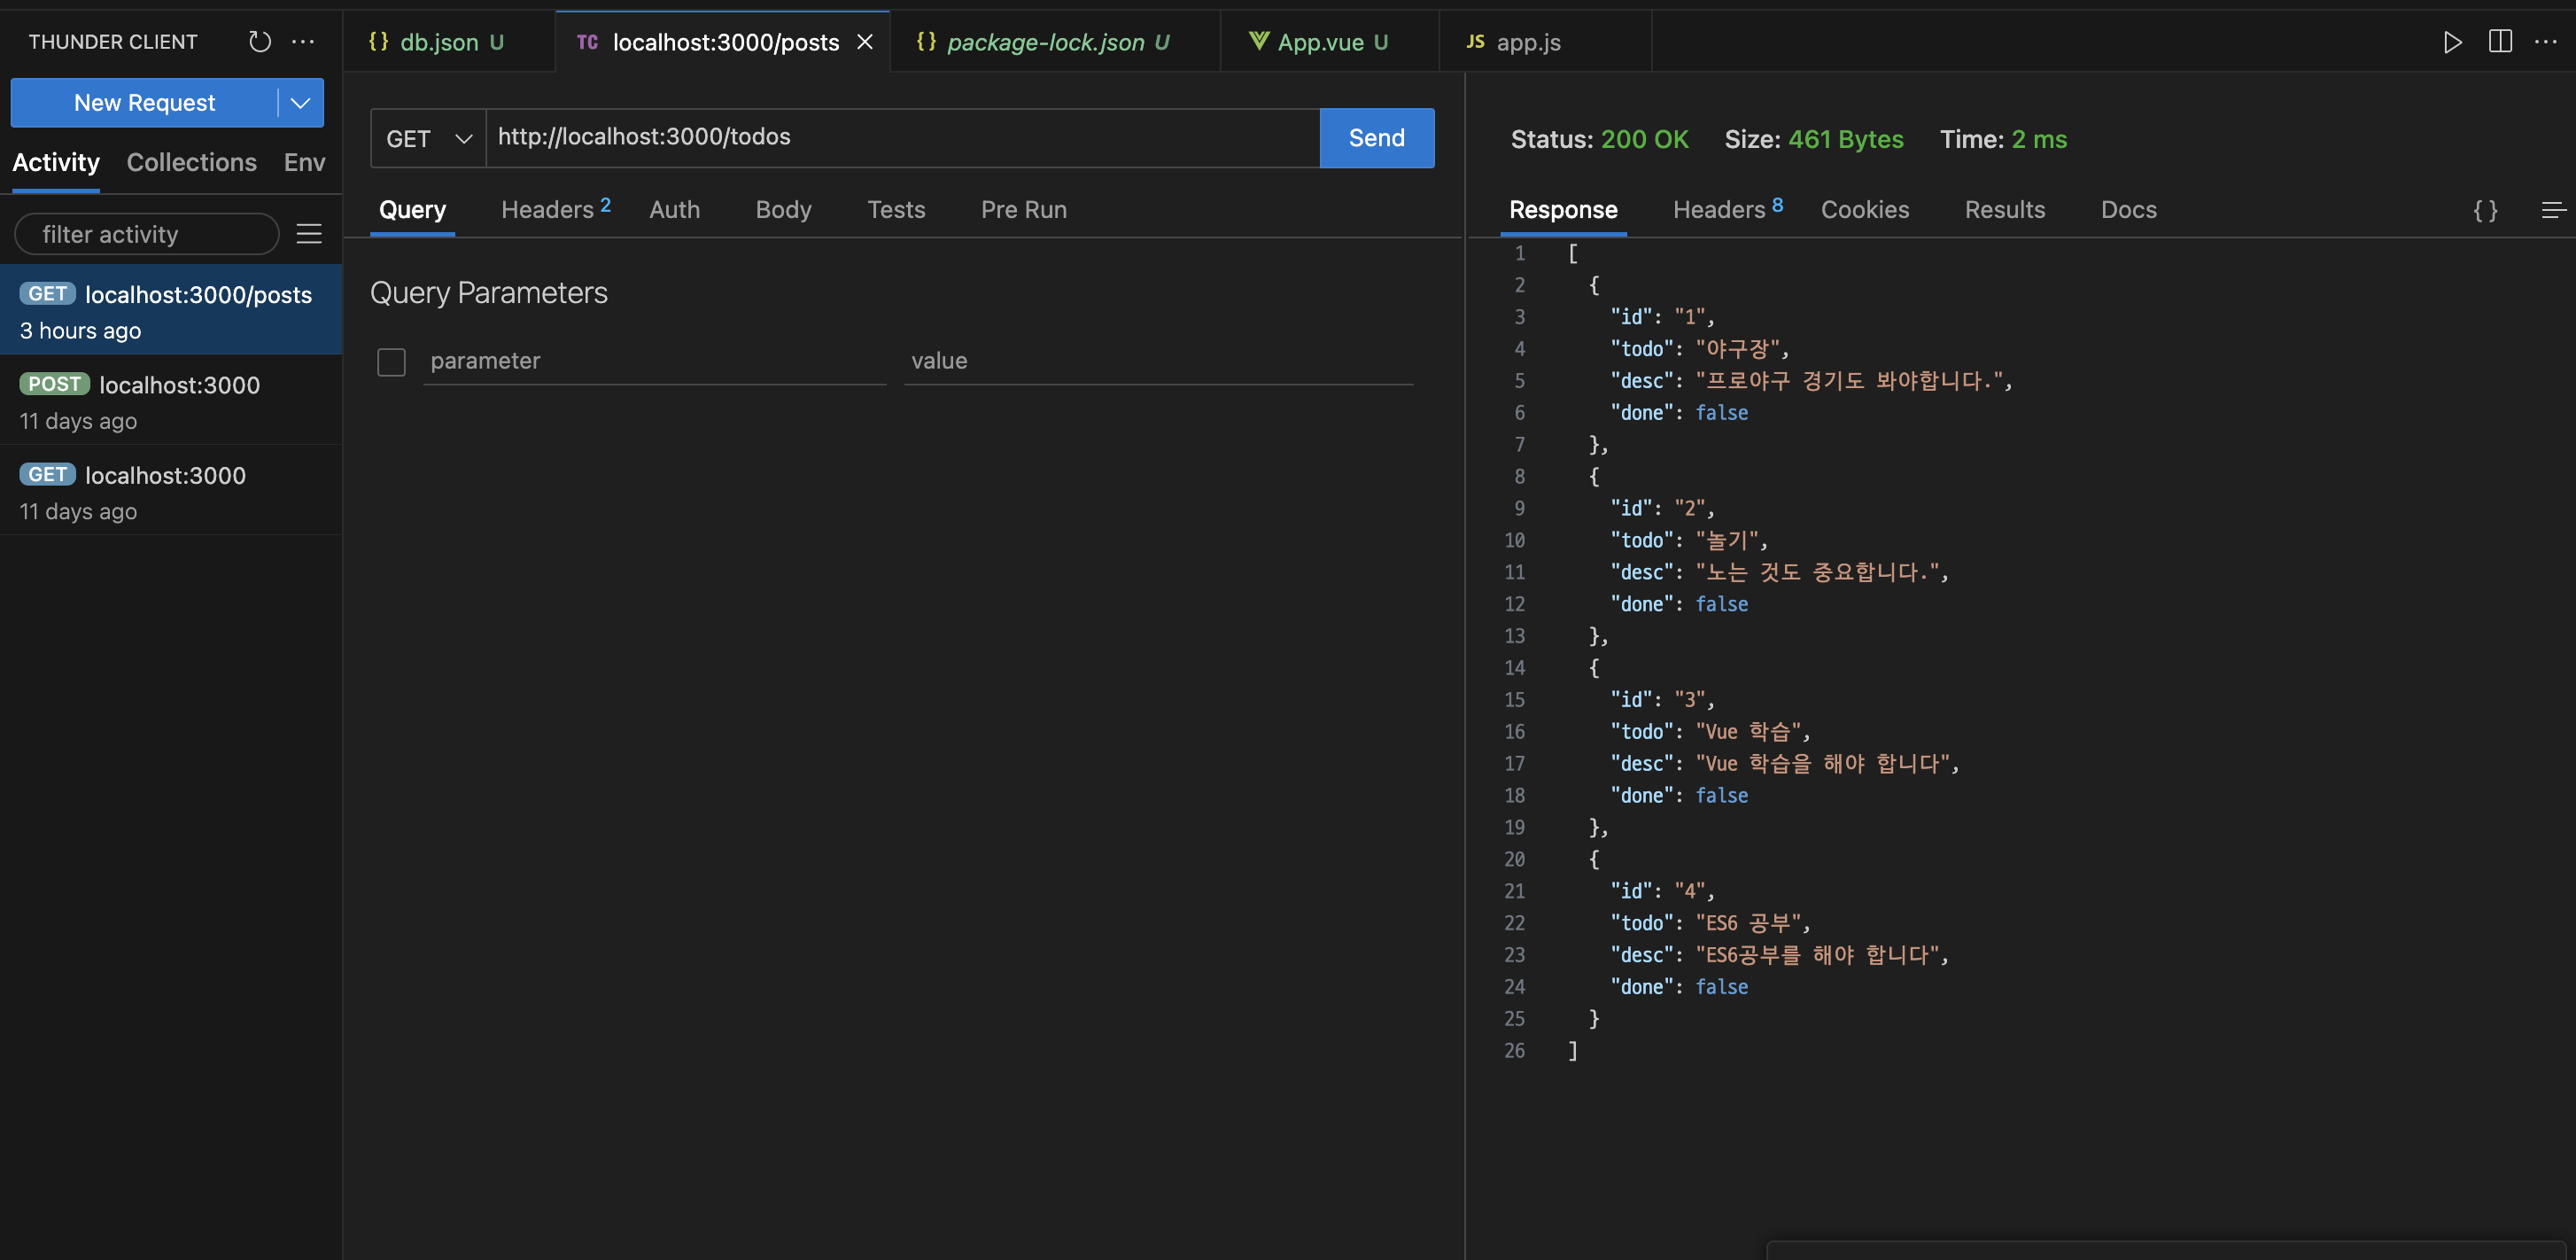 THUNDER CLIENT
New Request
Activity Collections Env
filter activity
GET localhost:3000/posts
3 hours ago
POST localhost:3000
11 days ago
GET localhost:3000
11 days ago
{} db.json U
TC localhost:3000/posts
{} package-lock.json U
App.vue U
JS app.js
GET http://localhost:3000/todos Send
Query Headers 2 Auth Body Tests Pre Run
Query Parameters
parameter value
Status: 200 OK Size: 461 Bytes Time: 2 ms
Response Headers 8 Cookies Results Docs {}
1 [
2 {
3 "id": "1",
4 "todo": "야구장",
5 "desc": "프로야구 경기도 봐야합니다.",
6 "done": false
7 },
8 {
9 "id": "2",
10 "todo": "놀기",
11 "desc": "노는 것도 중요합니다.",
12 "done": false
13 },
14 {
15 "id": "3",
16 "todo": "Vue 학습",
17 "desc": "Vue 학습을 해야 합니다",
18 "done": false
19 },
20 {
21 "id": "4",
22 "todo": "ES6 공부",
23 "desc": "ES6공부를 해야 합니다",
24 "done": false
25 }
26 ]